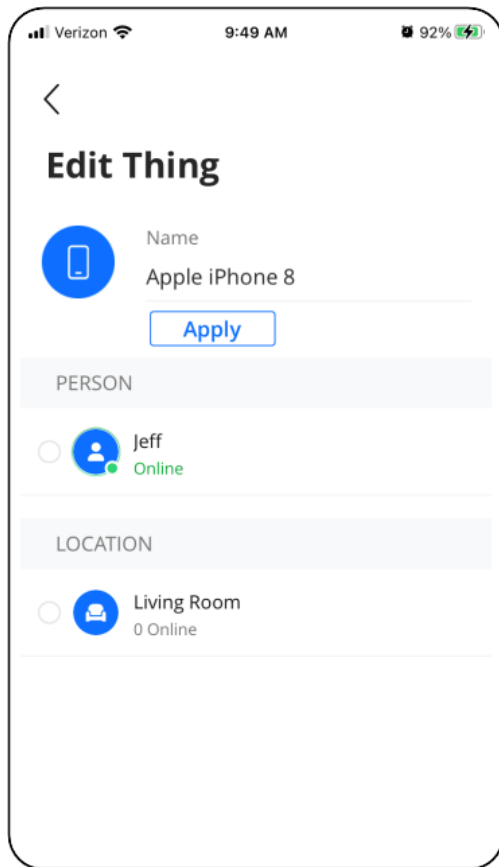 Verizon 9:49 AM 92%
Edit Thing
Name
Apple iPhone 8
Apply
PERSON
Jeff
Online
LOCATION
Living Room
0 Online